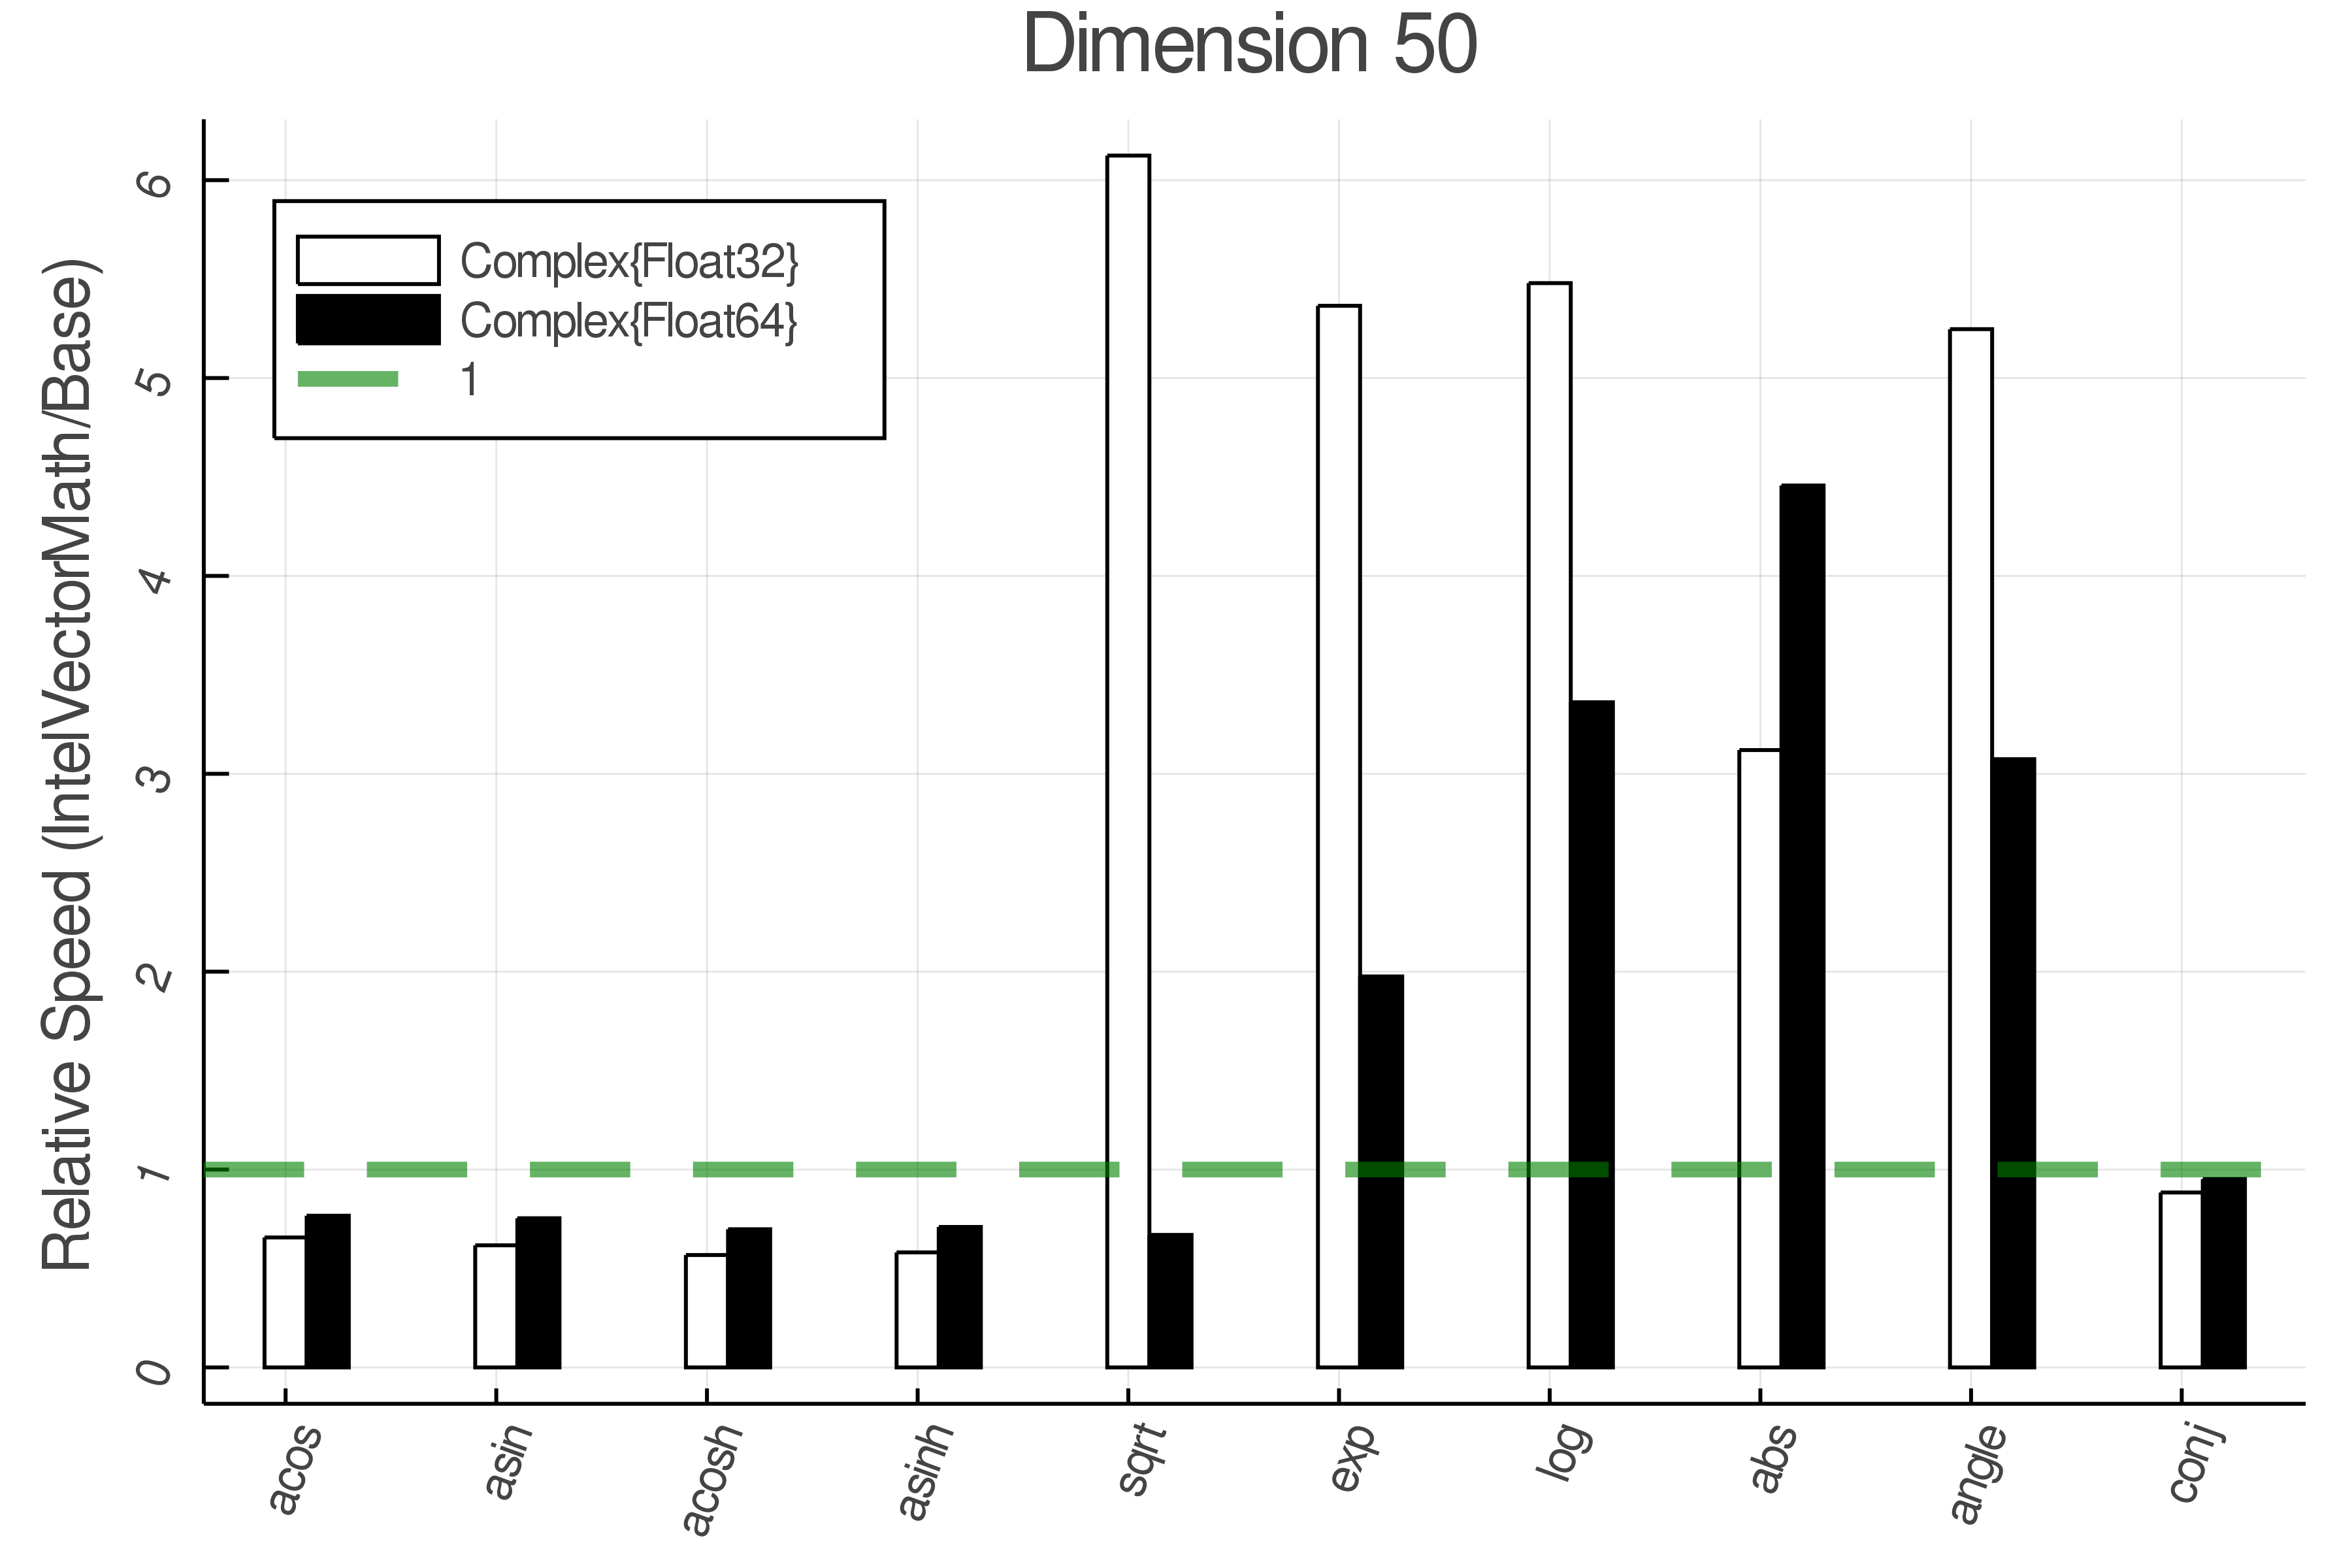 Dimension 50
Relative Speed (IntelVectorMath/Base)
6
5
4
3
2
1
0
Complex{Float32}
Complex{Float64}
1
acos
asin
acosh
asinh
sqrt
exp
log
abs
angle
conj